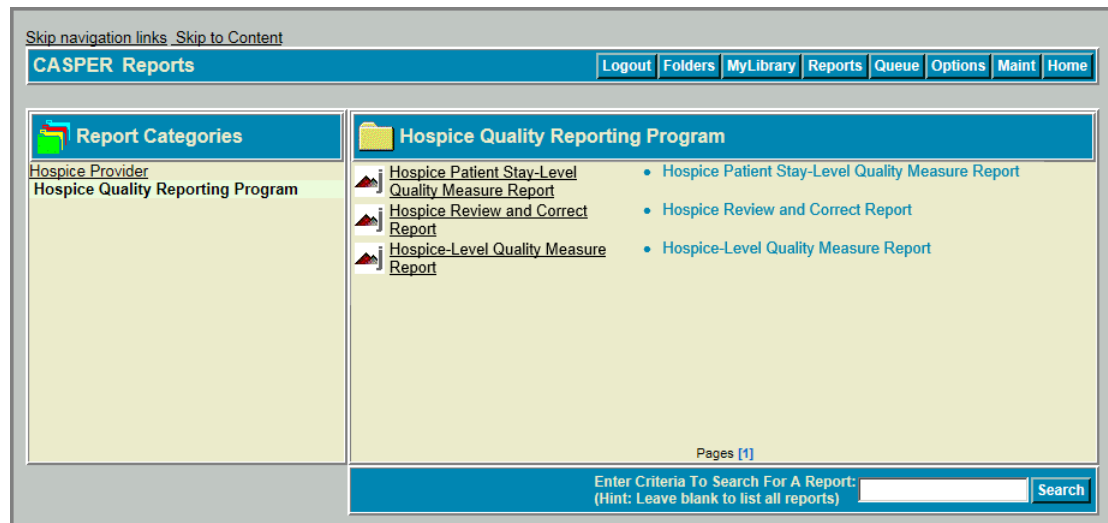 Skip navigation links Skip to Content
CASPER Reports
Logout Folders MyLibrary Reports Queue Options Maint Home
Report Categories
Hospice Provider
Hospice Quality Reporting Program
Hospice Quality Reporting Program
Hospice Patient Stay-Level
Quality Measure Report
• Hospice Patient Stay-Level Quality Measure Report
Hospice Review and Correct
Report
• Hospice Review and Correct Report
Hospice-Level Quality Measure
Report
• Hospice-Level Quality Measure Report
Pages [1]
Enter Criteria To Search For A Report:
(Hint: Leave blank to list all reports)
Search